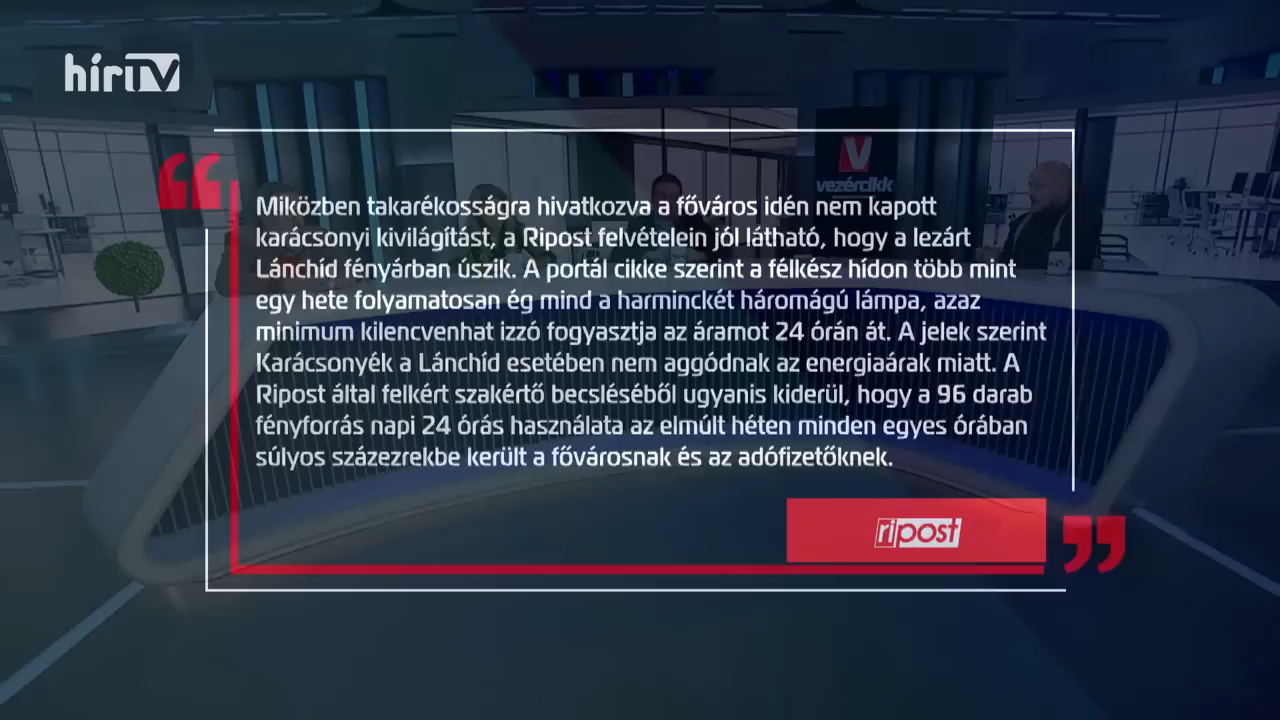 hírTV
V
vezércikk
Miközben takarékosságra hivatkozva a főváros idén nem kapott
karácsonyi kivilágítást, a Ripost felvételein jól látható, hogy a lezárt
Lánchíd fényárban úszik. A portál cikke szerint a félkész hídon több mint
egy hete folyamatosan ég mind a harminckét háromágú lámpa, azaz
minimum kilencvenhat izzó fogyasztja az áramot 24 órán át. A jelek szerint
Karácsonyék a Lánchíd esetében nem aggódnak az energiaárak miatt. A
Ripost által felkért szakértő becsléséből ugyanis kiderül, hogy a 96 darab
fényforrás napi 24 órás használata az elmúlt héten minden egyes órában
súlyos százezrekbe került a fővárosnak és az adófizetőknek.
ripost